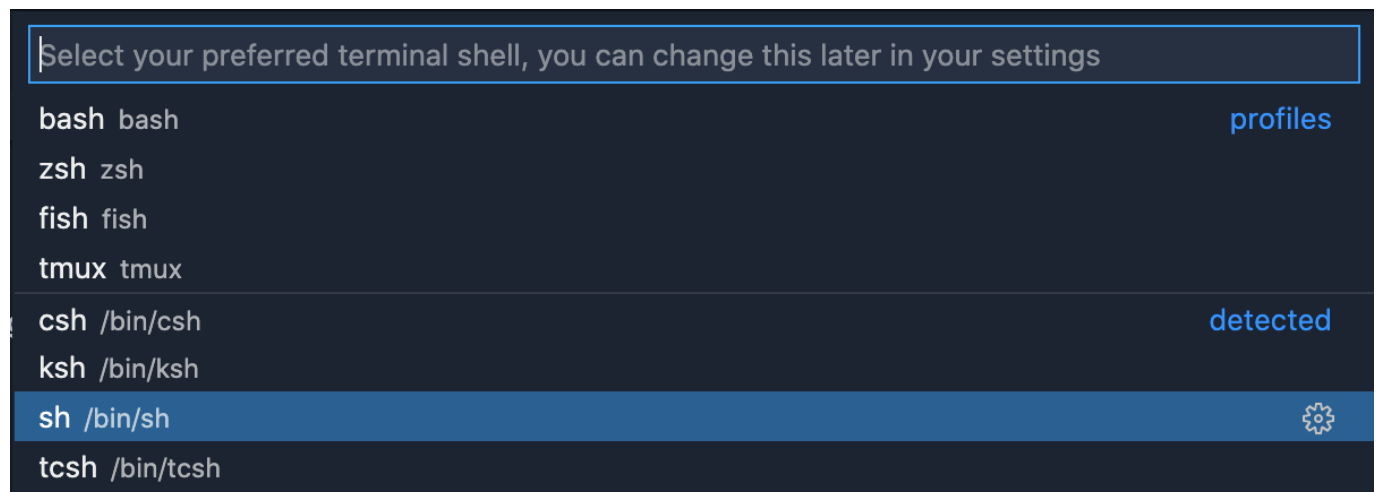 Select your preferred terminal shell, you can change this later in your settings
bash bash profiles
zsh zsh
fish fish
tmux tmux
csh /bin/csh detected
ksh /bin/ksh
sh /bin/sh
tcsh /bin/tcsh